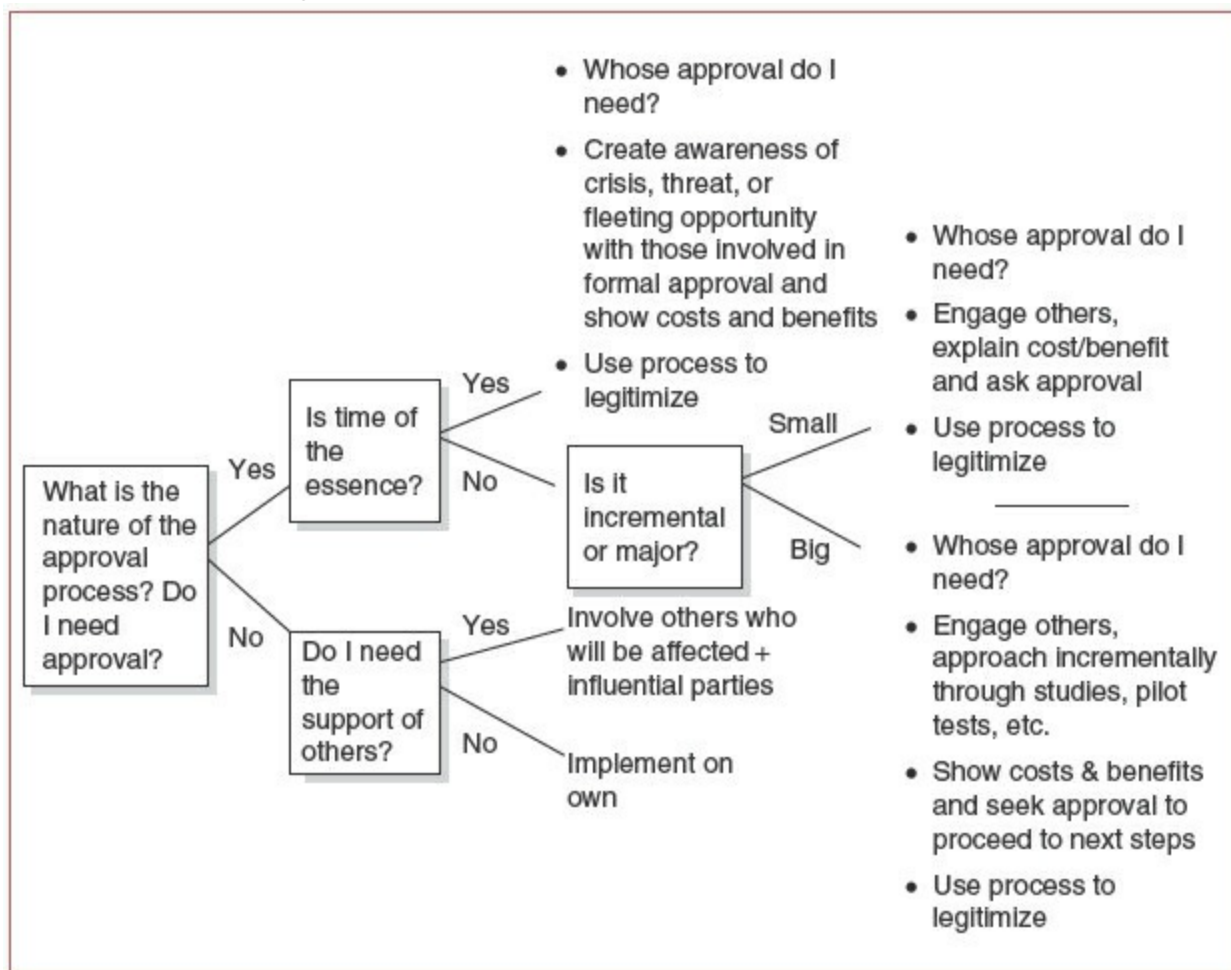 What is the
nature of the
approval
process? Do
I need
approval?
Yes
No
Is time of
the
essence?
Yes
No
• Whose approval do I
need?
• Create awareness of
crisis, threat, or
fleeting opportunity
with those involved in
formal approval and
show costs and benefits
• Use process to
legitimize
Is it
incremental
or major?
Small
Big
• Whose approval do I
need?
• Engage others,
explain cost/benefit
and ask approval
• Use process to
legitimize
• Whose approval do I
need?
• Engage others,
approach incrementally
through studies, pilot
tests, etc.
• Show costs & benefits
and seek approval to
proceed to next steps
• Use process to
legitimize
Do I need
the
support of
others?
Yes
No
Involve others who
will be affected +
influential parties
Implement on
own